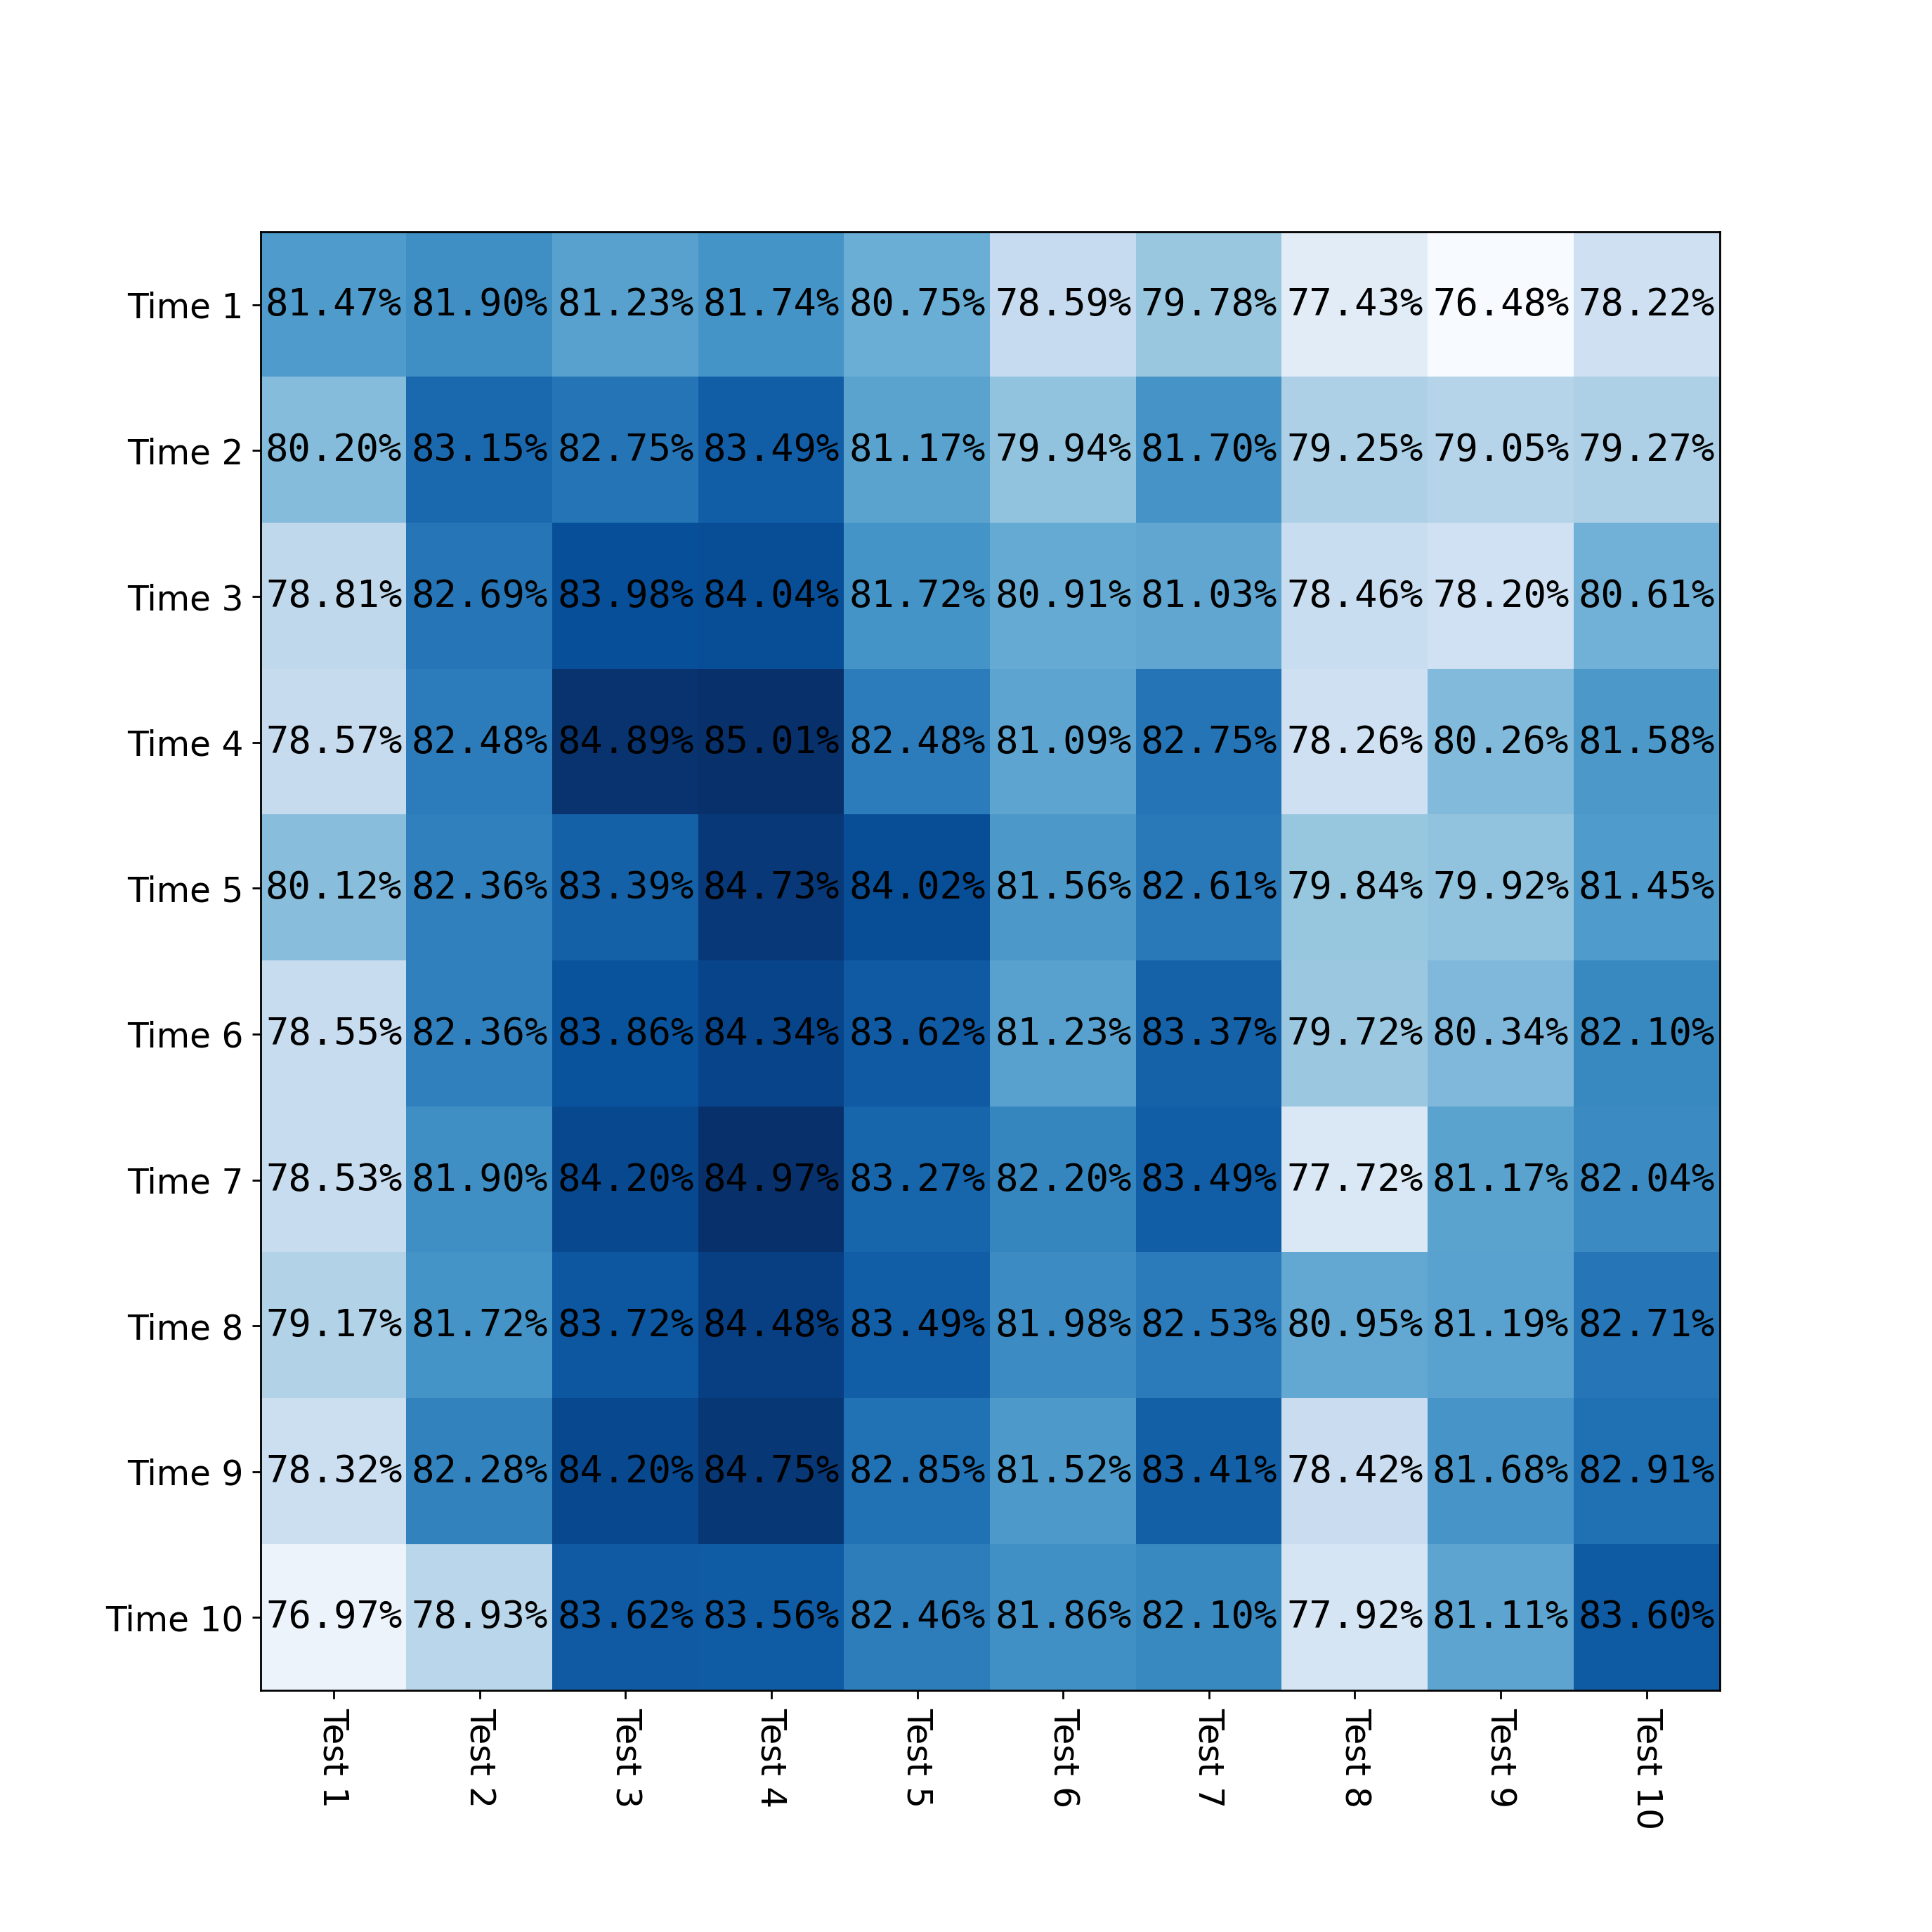 Time 1 81.47% 81.90% 81.23% 81.74% 80.75% 78.59% 79.78% 77.43% 76.48% 78.22%
Time 2 80.20% 83.15% 82.75% 83.49% 81.17% 79.94% 81.70% 79.25% 79.05% 79.27%
Time 3 78.81% 82.69% 83.98% 84.04% 81.72% 80.91% 81.03% 78.46% 78.20% 80.61%
Time 4 78.57% 82.48% 84.89% 85.01% 82.48% 81.09% 82.75% 78.26% 80.26% 81.58%
Time 5 80.12% 82.36% 83.39% 84.73% 84.02% 81.56% 82.61% 79.84% 79.92% 81.45%
Time 6 78.55% 82.36% 83.86% 84.34% 83.62% 81.23% 83.37% 79.72% 80.34% 82.10%
Time 7 78.53% 81.90% 84.20% 84.97% 83.27% 82.20% 83.49% 77.72% 81.17% 82.04%
Time 8 79.17% 81.72% 83.72% 84.48% 83.49% 81.98% 82.53% 80.95% 81.19% 82.71%
Time 9 78.32% 82.28% 84.20% 84.75% 82.85% 81.52% 83.41% 78.42% 81.68% 82.91%
Time 10 76.97% 78.93% 83.62% 83.56% 82.46% 81.86% 82.10% 77.92% 81.11% 83.60%
Test 1 Test 2 Test 3 Test 4 Test 5 Test 6 Test 7 Test 8 Test 9 Test 10